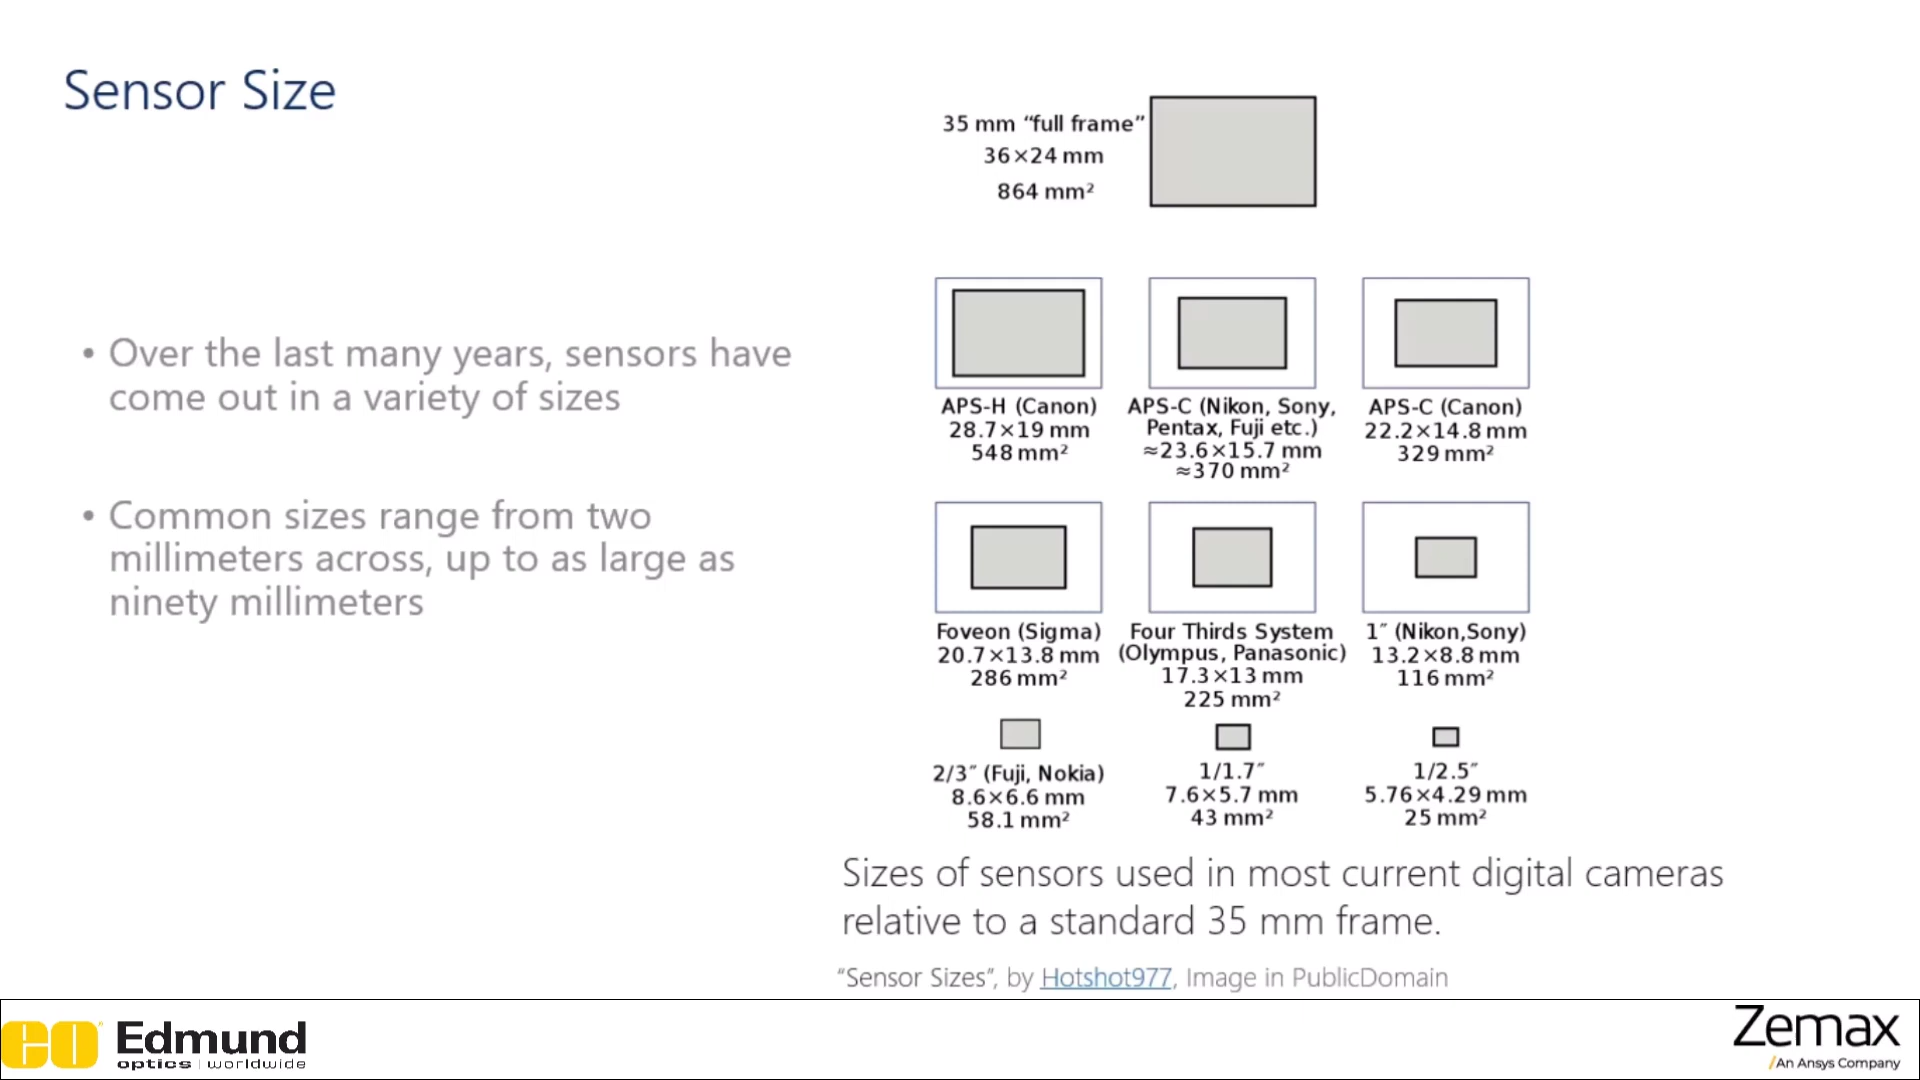 Sensor Size
• Over the last many years, sensors have
come out in a variety of sizes
• Common sizes range from two
millimeters across, up to as large as
ninety millimeters
35 mm “full frame”
36×24 mm
864 mm²
APS-H (Canon)
28.7×19 mm
548 mm²
APS-C (Nikon, Sony,
Pentax, Fuji etc.)
≈23.6×15.7 mm
≈370 mm²
APS-C (Canon)
22.2×14.8 mm
329 mm²
Foveon (Sigma)
20.7×13.8 mm
286 mm²
Four Thirds System
(Olympus, Panasonic)
17.3×13 mm
225 mm²
1″ (Nikon,Sony)
13.2×8.8 mm
116 mm²
2/3″ (Fuji, Nokia)
8.6×6.6 mm
58.1 mm²
1/1.7″
7.6×5.7 mm
43 mm²
1/2.5″
5.76×4.29 mm
25 mm²
Sizes of sensors used in most current digital cameras
relative to a standard 35 mm frame.
“Sensor Sizes”, by Hotshot977, Image in PublicDomain
EO Edmund
optics | worldwide
Zemax
/An Ansys Company